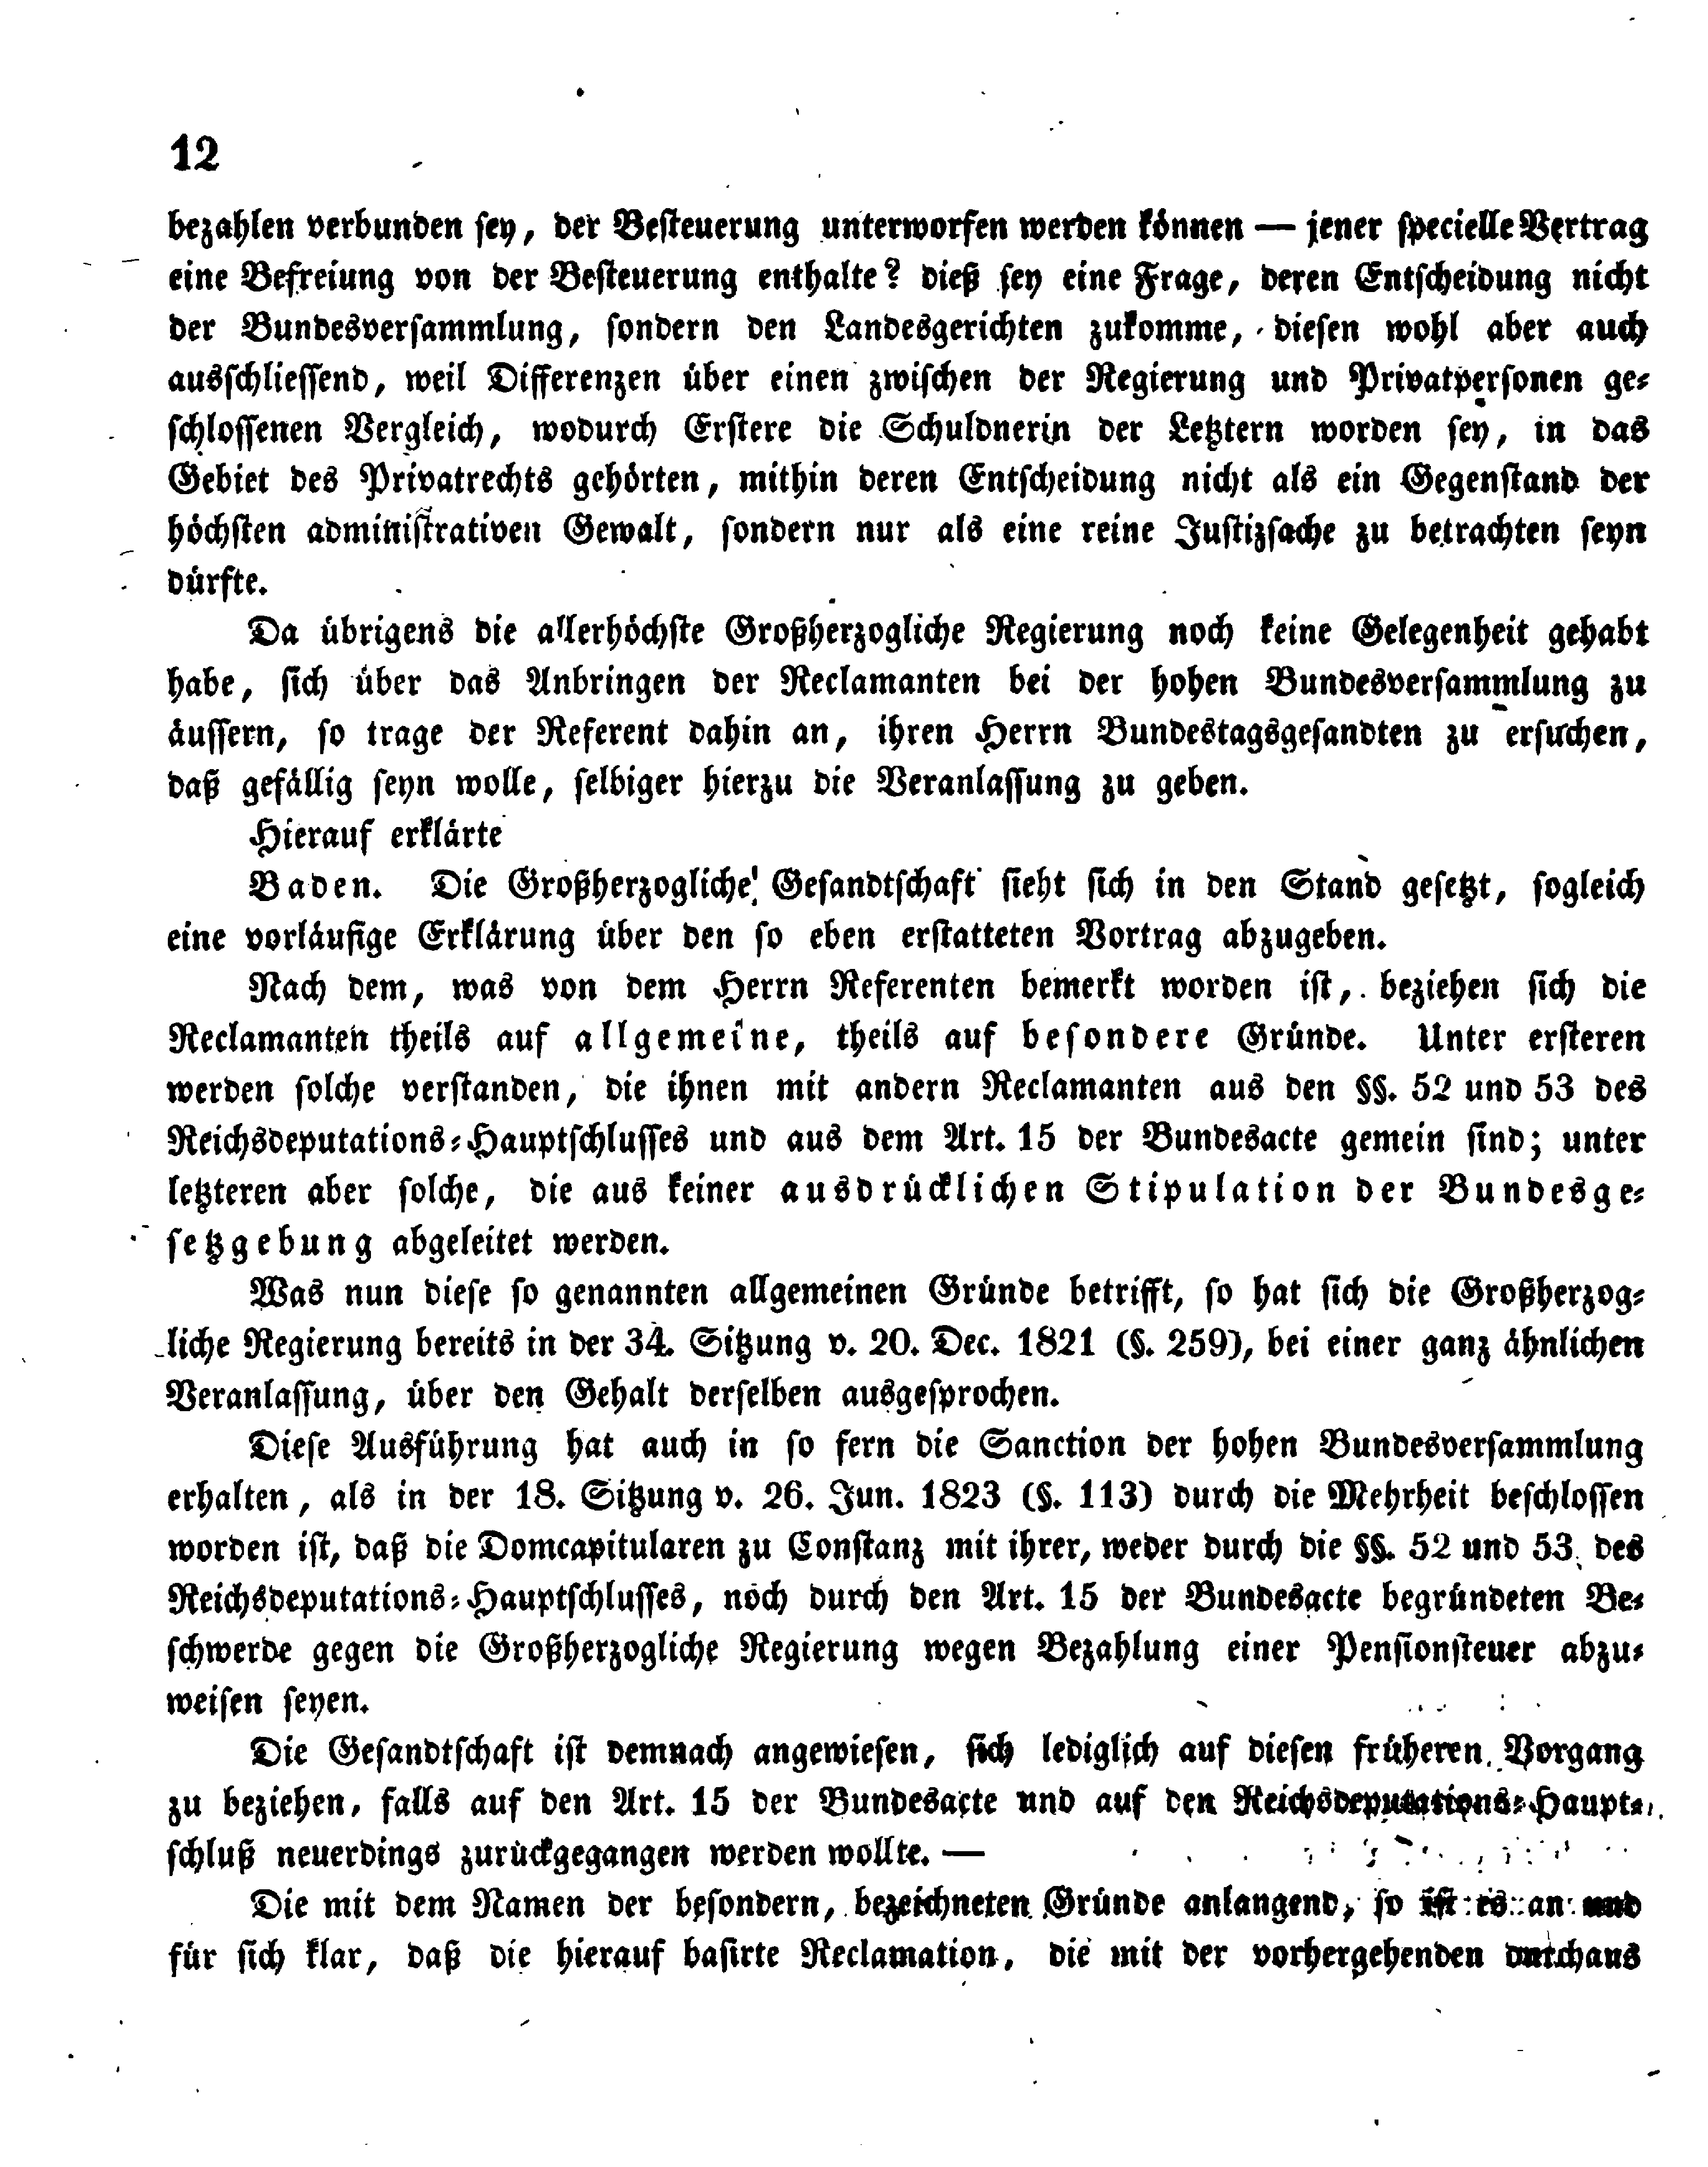 12
bezahlen verbunden sey, der Besteuerung unterworfen werden können — jener specielle Vertrag
eine Befreiung von der Besteuerung enthalte? dieß sey eine Frage, deren Entscheidung nicht
der Bundesversammlung, sondern den Landesgerichten zukomme, diesen wohl aber auch
ausschliessend, weil Differenzen über einen zwischen der Regierung und Privatpersonen ge-
schlossenen Vergleich, wodurch Erstere die Schuldnerin der Letztern worden sey, in das
Gebiet des Privatrechts gehörten, mithin deren Entscheidung nicht als ein Gegenstand der
höchsten administrativen Gewalt, sondern nur als eine reine Justizsache zu betrachten seyn
dürfte.
Da übrigens die allerhöchste Großherzogliche Regierung noch keine Gelegenheit gehabt
habe, sich über das Anbringen der Reclamanten bei der hohen Bundesversammlung zu
äussern, so trage der Referent dahin an, ihren Herrn Bundestagsgesandten zu ersuchen,
daß gefällig seyn wolle, selbiger hierzu die Veranlassung zu geben.
Hierauf erklärte
Baden. Die Großherzogliche Gesandtschaft sieht sich in den Stand gesetzt, sogleich
eine vorläufige Erklärung über den so eben erstatteten Vortrag abzugeben.
Nach dem, was von dem Herrn Referenten bemerkt worden ist, beziehen sich die
Reclamanten theils auf allgemeine, theils auf besondere Gründe. Unter ersteren
werden solche verstanden, die ihnen mit andern Reclamanten aus den §§. 52 und 53 des
Reichsdeputations-Hauptschlusses und aus dem Art. 15 der Bundesacte gemein sind; unter
letzteren aber solche, die aus keiner ausdrücklichen Stipulation der Bundesge-
setzgebung abgeleitet werden.
Was nun diese so genannten allgemeinen Gründe betrifft, so hat sich die Großherzog-
liche Regierung bereits in der 34. Sitzung v. 20. Dec. 1821 (§. 259), bei einer ganz ähnlichen
Veranlassung, über den Gehalt derselben ausgesprochen.
Diese Ausführung hat auch in so fern die Sanction der hohen Bundesversammlung
erhalten, als in der 18. Sitzung v. 26. Jun. 1823 (§. 113) durch die Mehrheit beschlossen
worden ist, daß die Domcapitularen zu Constanz mit ihrer, weder durch die §§. 52 und 53 des
Reichsdeputations-Hauptschlusses, noch durch den Art. 15 der Bundesacte begründeten Be-
schwerde gegen die Großherzogliche Regierung wegen Bezahlung einer Pensionsteuer abzu-
weisen seyen.
Die Gesandtschaft ist demnach angewiesen, sich lediglich auf diesen früheren Vorgang
zu beziehen, falls auf den Art. 15 der Bundesacte und auf den Reichsdeputations-Haupt-
schluß neuerdings zurückgegangen werden wollte. —
Die mit dem Namen der besondern, bezeichneten Gründe anlangend, so ist es an und
für sich klar, daß die hierauf basirte Reclamation, die mit der vorhergehenden durchaus